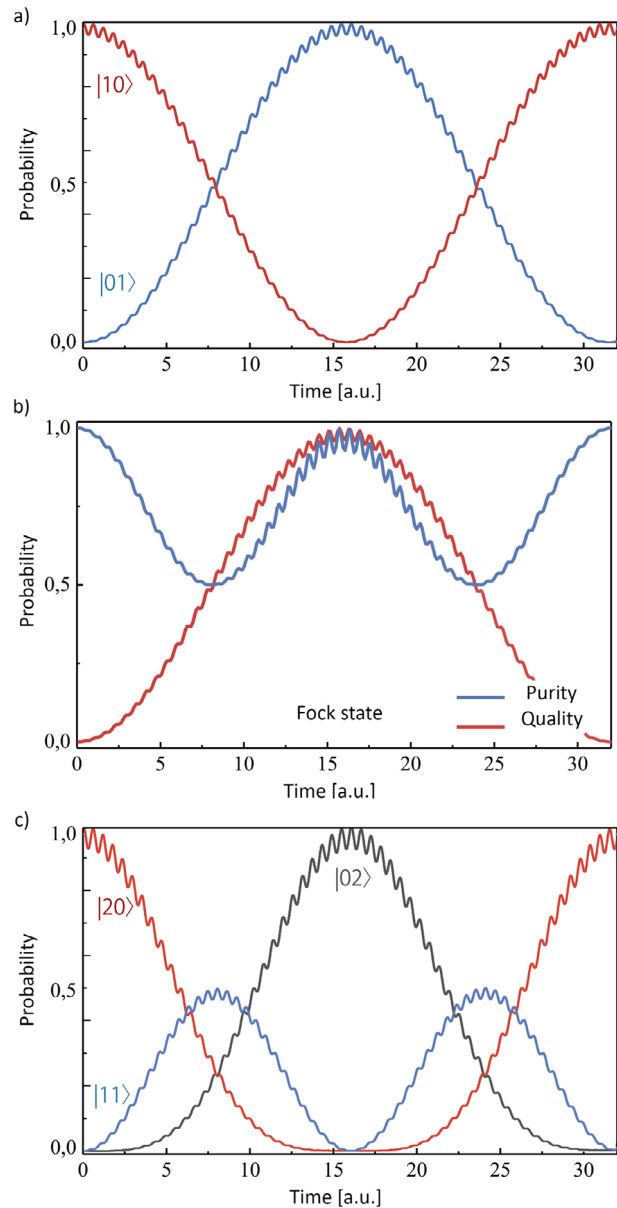 a)
1,0
|10⟩
Probability
0,5
|01⟩
0,0
0 5 10 15 20 25 30
Time [a.u.]
b)
1,0
Probability
0,5
Purity
Fock state
Quality
0,0
0 5 10 15 20 25 30
Time [a.u.]
c)
1,0
|20⟩
|02⟩
Probability
0,5
|11⟩
0,0
0 5 10 15 20 25 30
Time [a.u.]